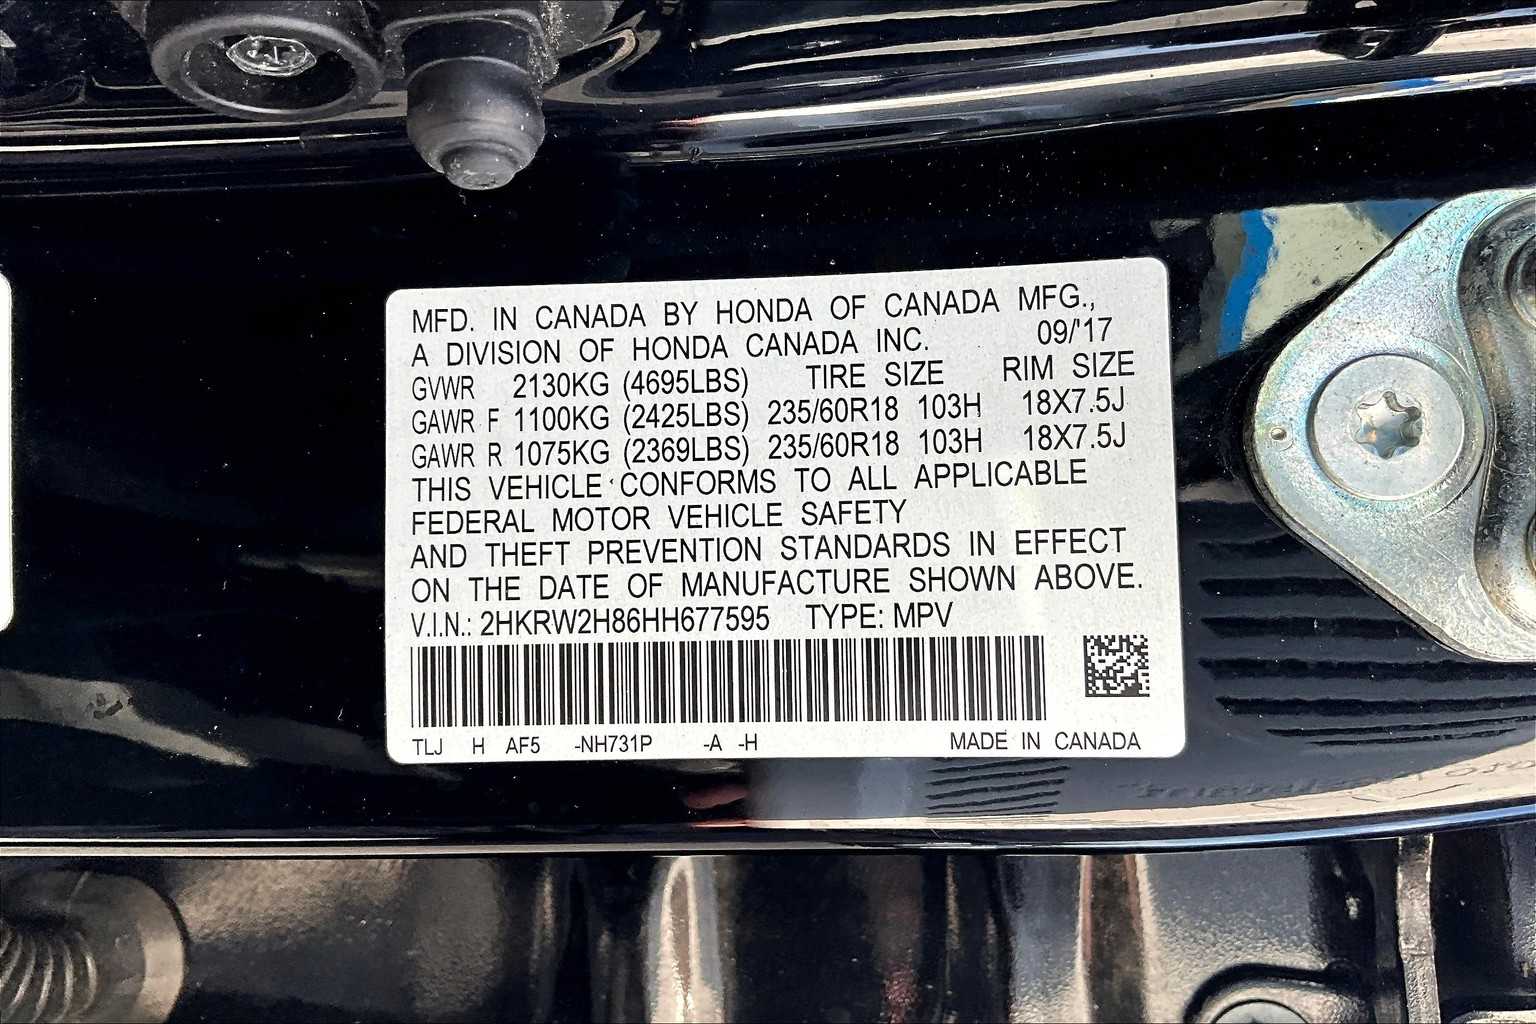 MFD. IN CANADA BY HONDA OF CANADA MFG.,
A DIVISION OF HONDA CANADA INC. 09/'17
GVWR 2130KG (4695LBS) TIRE SIZE RIM SIZE
GAWR F 1100KG (2425LBS) 235/60R18 103H 18X7.5J
GAWR R 1075KG (2369LBS) 235/60R18 103H 18X7.5J
THIS VEHICLE CONFORMS TO ALL APPLICABLE
FEDERAL MOTOR VEHICLE SAFETY
AND THEFT PREVENTION STANDARDS IN EFFECT
ON THE DATE OF MANUFACTURE SHOWN ABOVE.
V.I.N.: 2HKRW2H86HH677595 TYPE: MPV
TLJ H AF5 -NH731P -A -H MADE IN CANADA